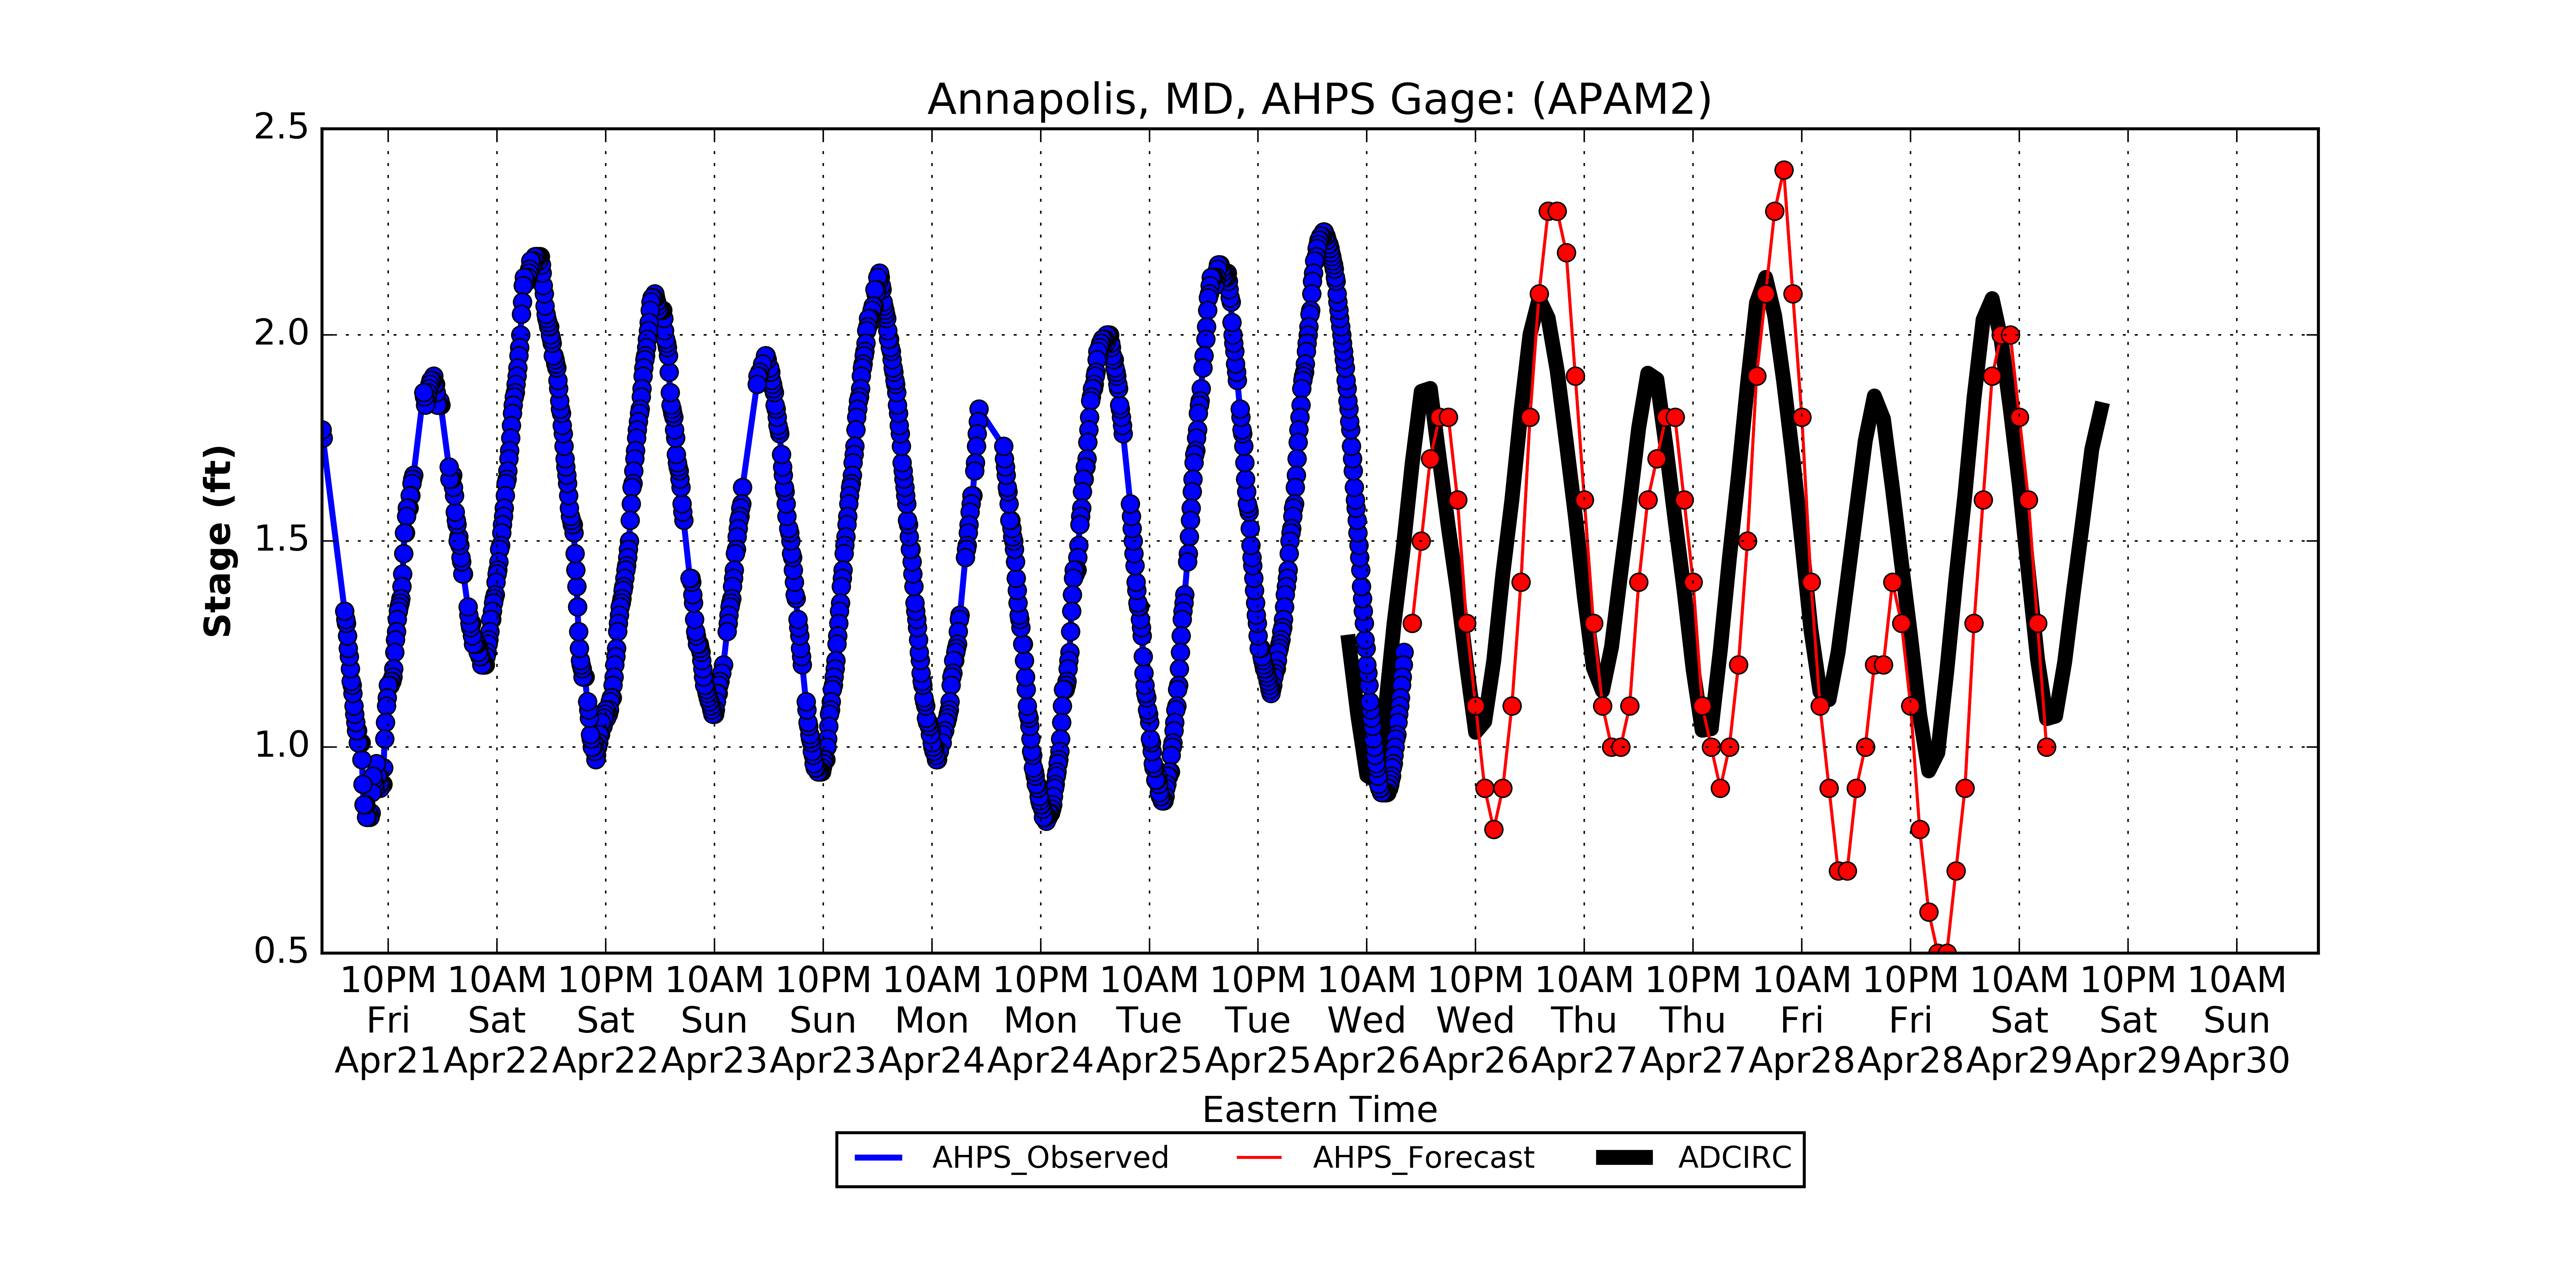 Annapolis, MD, AHPS Gage: (APAM2)
2.5
2.0
1.5
1.0
0.5
Stage (ft)
10PM 10AM 10PM 10AM 10PM 10AM 10PM 10AM 10PM 10AM 10PM 10AM 10PM 10AM 10PM 10AM 10PM 10AM
Fri Sat Sat Sun Sun Mon Mon Tue Tue Wed Wed Thu Thu Fri Fri Sat Sat Sun
Apr21 Apr22 Apr22 Apr23 Apr23 Apr24 Apr24 Apr25 Apr25 Apr26 Apr26 Apr27 Apr27 Apr28 Apr28 Apr29 Apr29 Apr30
Eastern Time
AHPS_Observed AHPS_Forecast ADCIRC